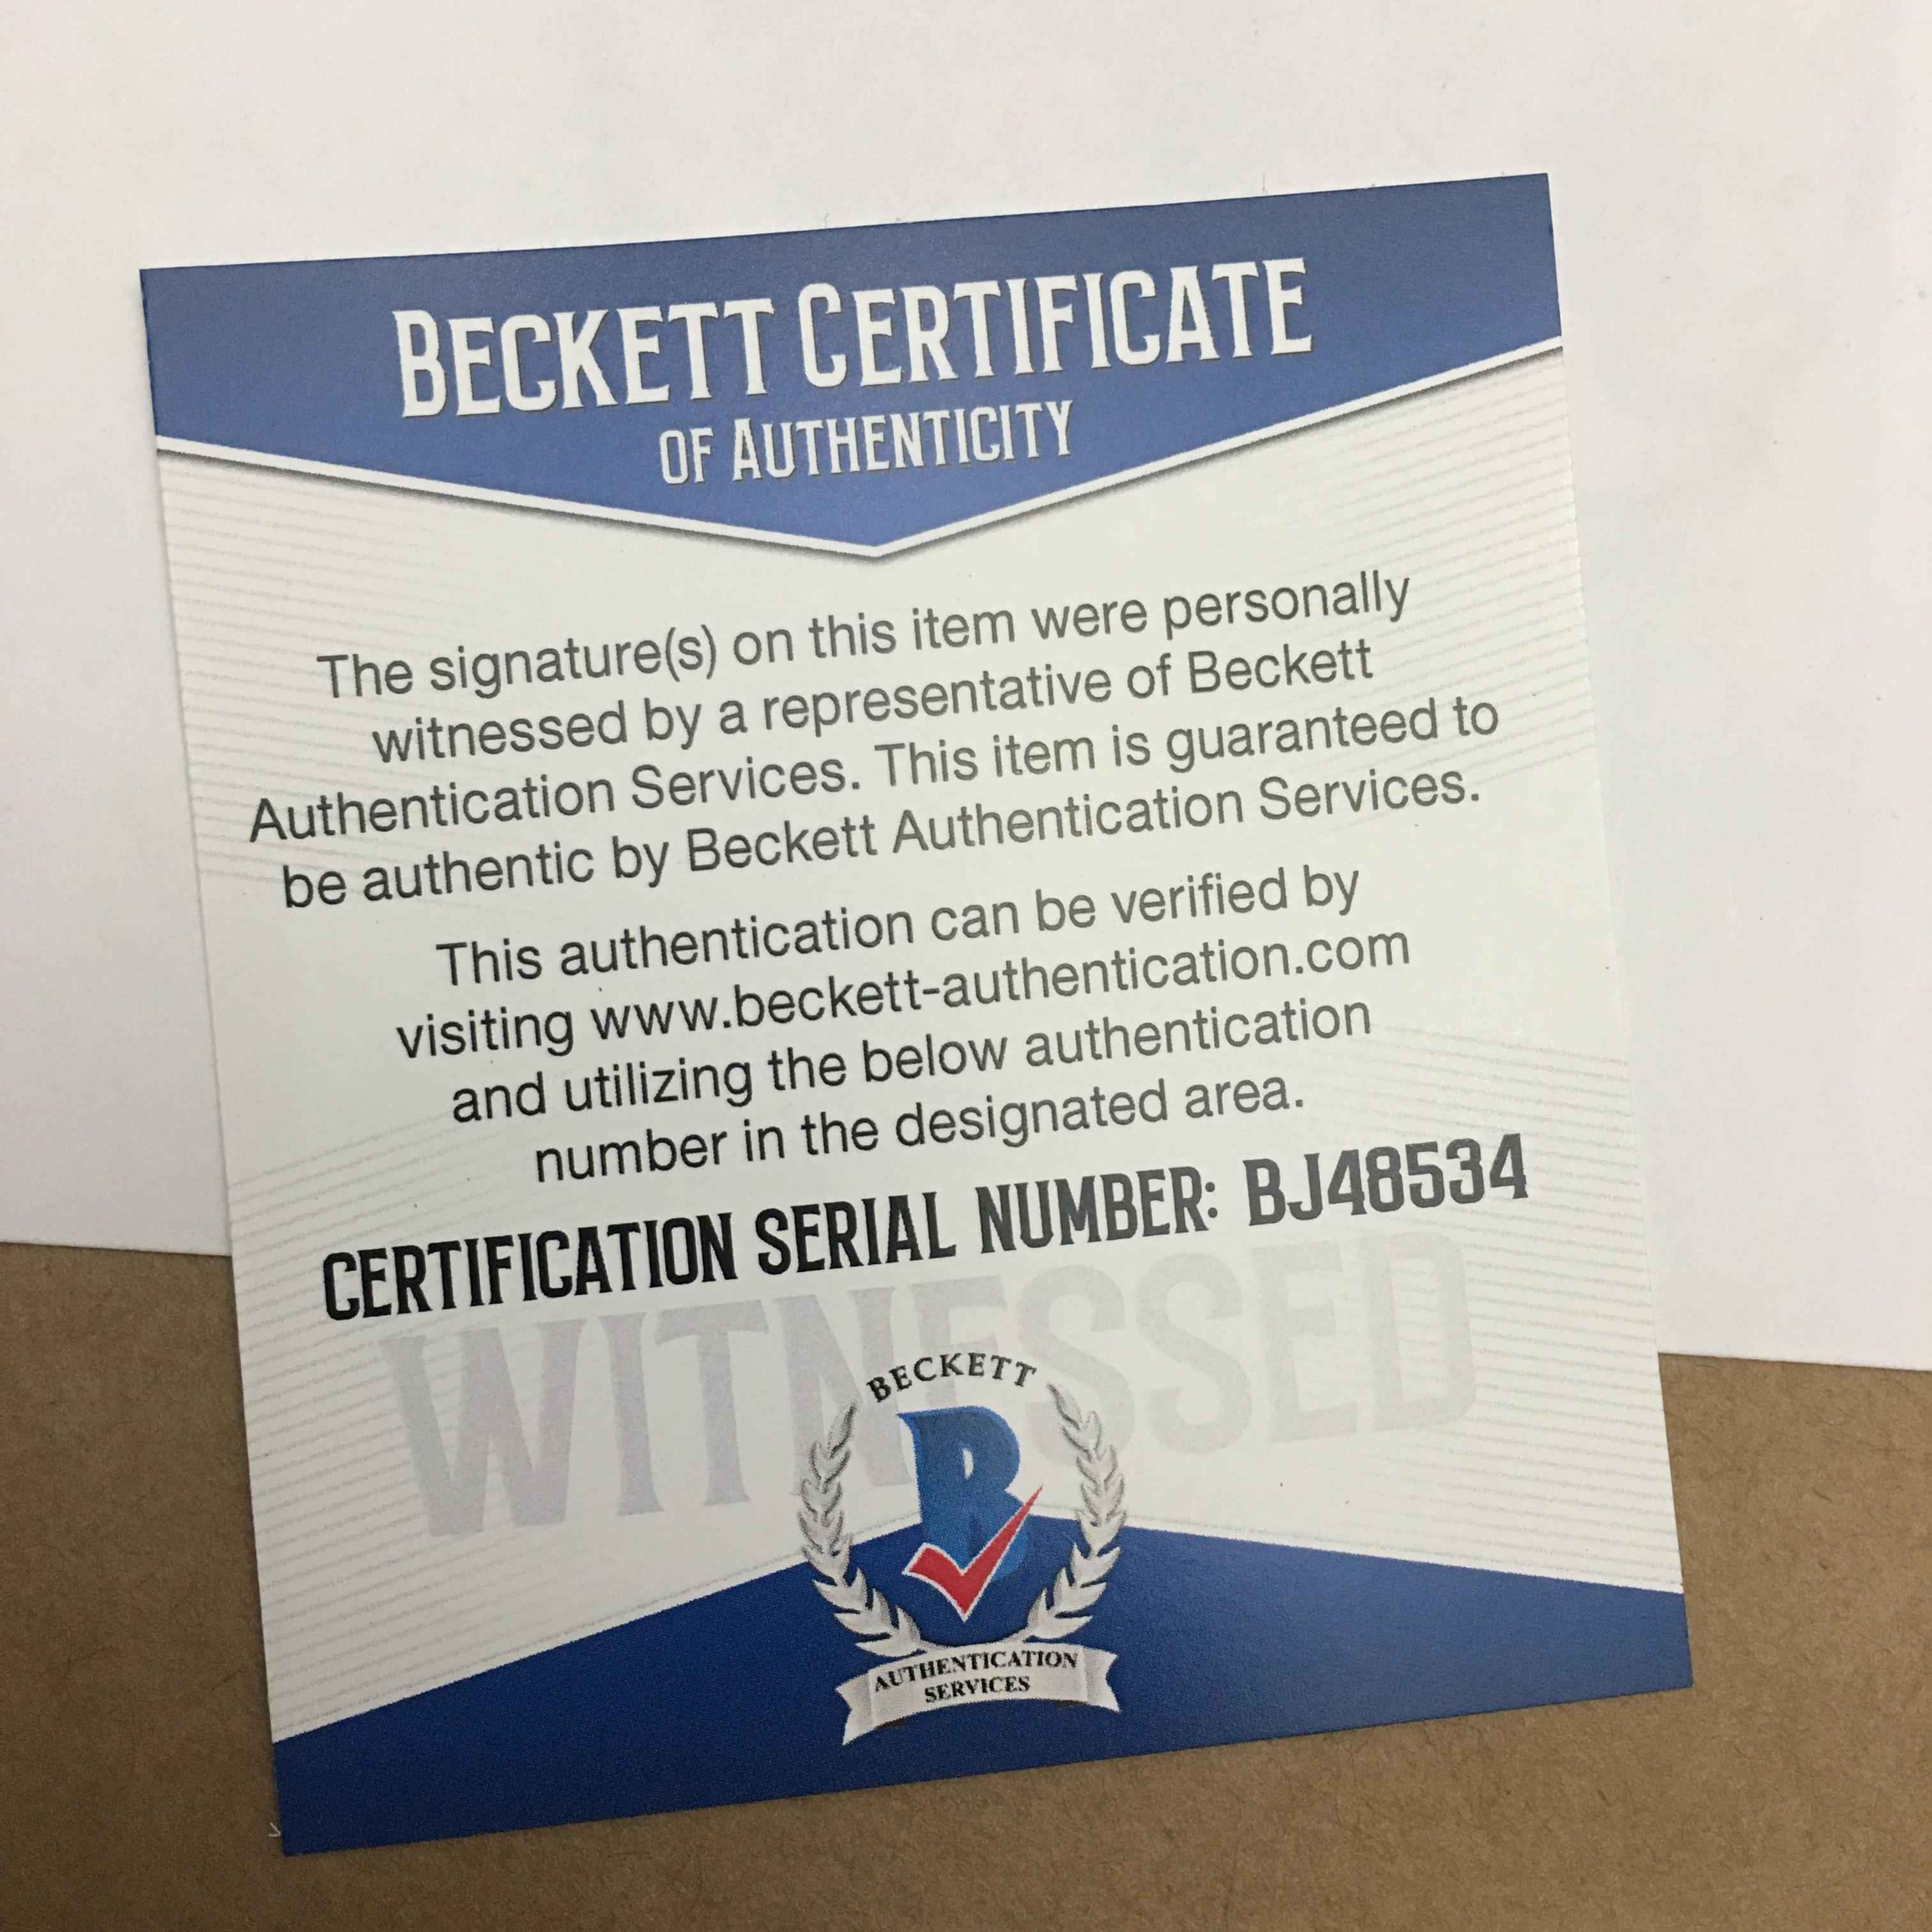 BECKETT CERTIFICATE
OF AUTHENTICITY
The signature(s) on this item were personally
witnessed by a representative of Beckett
Authentication Services. This item is guaranteed to
be authentic by Beckett Authentication Services.
This authentication can be verified by
visiting www.beckett-authentication.com
and utilizing the below authentication
number in the designated area.
CERTIFICATION SERIAL NUMBER: BJ48534
WITNESSED
BECKETT
B
AUTHENTICATION
SERVICES